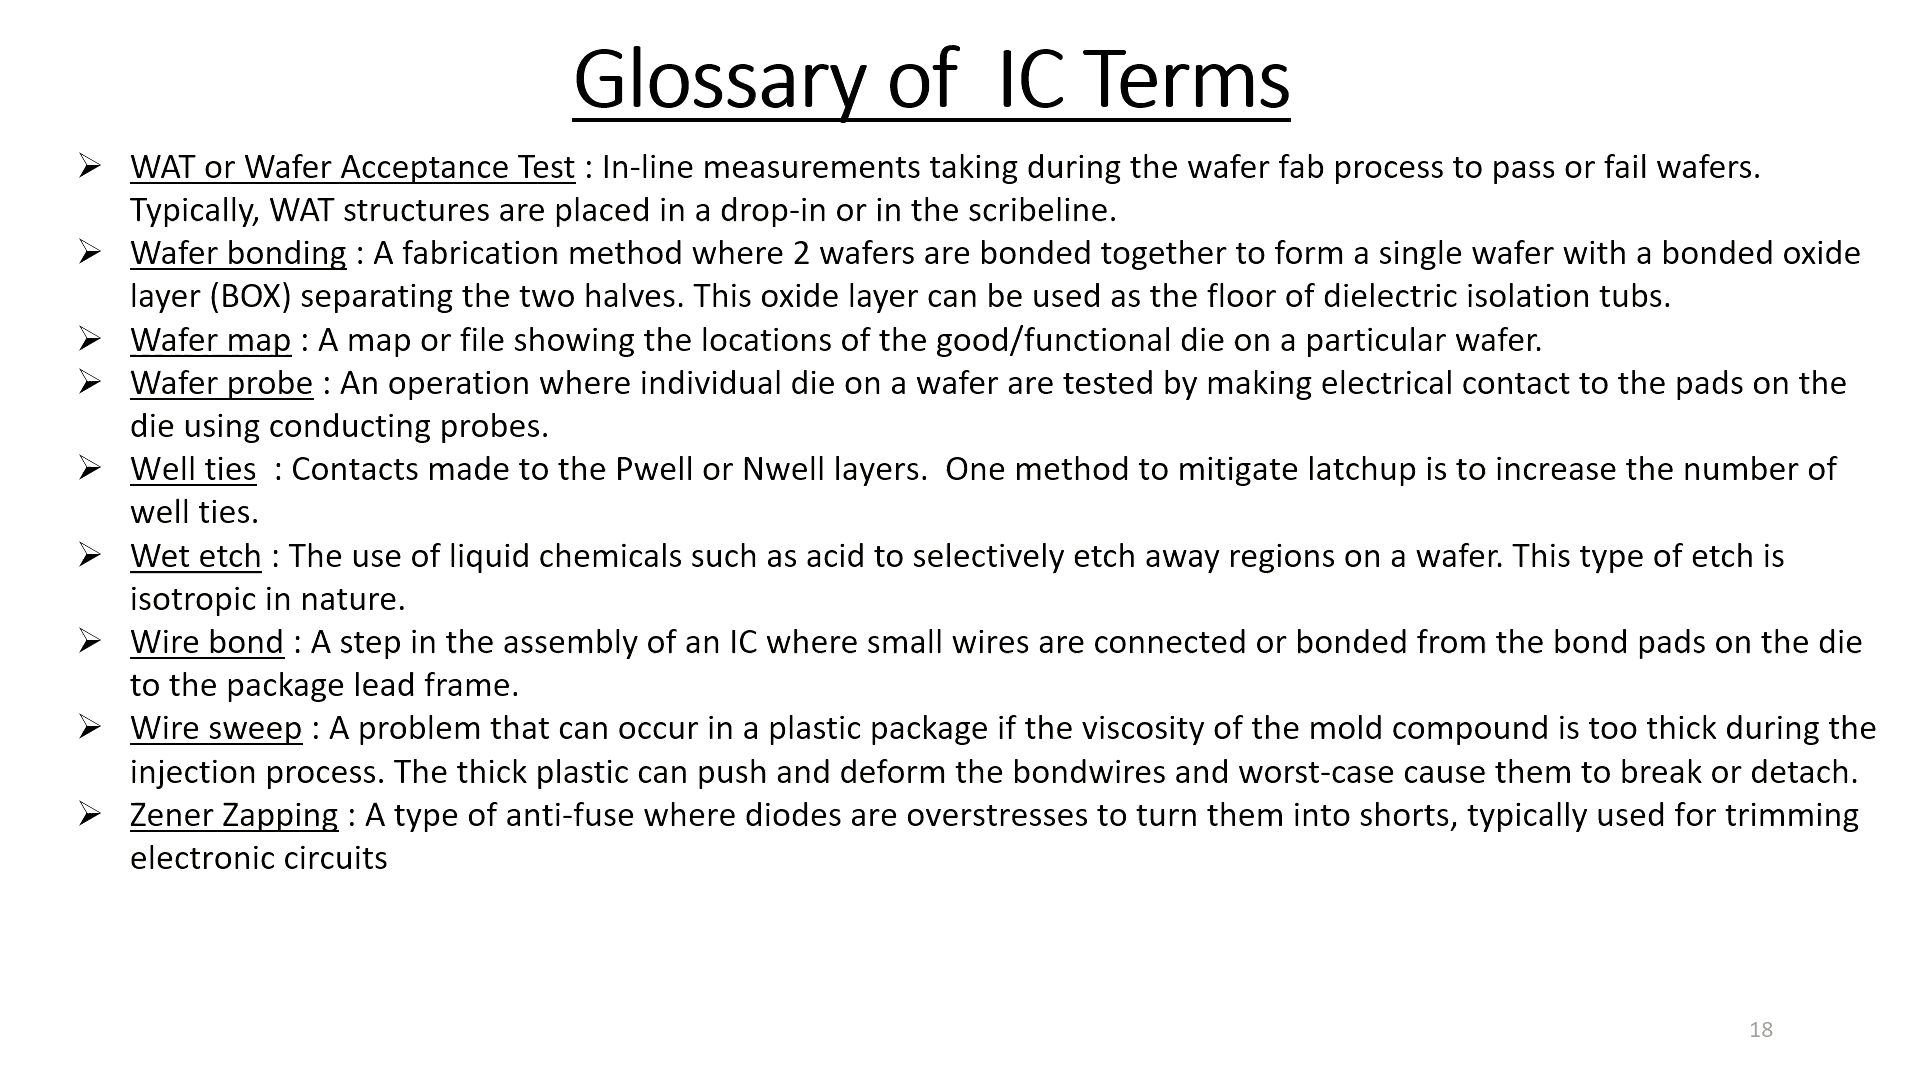 Glossary of  IC Terms
➢ WAT or Wafer Acceptance Test : In-line measurements taking during the wafer fab process to pass or fail wafers.
Typically, WAT structures are placed in a drop-in or in the scribeline.
➢ Wafer bonding : A fabrication method where 2 wafers are bonded together to form a single wafer with a bonded oxide
layer (BOX) separating the two halves. This oxide layer can be used as the floor of dielectric isolation tubs.
➢ Wafer map : A map or file showing the locations of the good/functional die on a particular wafer.
➢ Wafer probe : An operation where individual die on a wafer are tested by making electrical contact to the pads on the
die using conducting probes.
➢ Well ties  : Contacts made to the Pwell or Nwell layers.  One method to mitigate latchup is to increase the number of
well ties.
➢ Wet etch : The use of liquid chemicals such as acid to selectively etch away regions on a wafer. This type of etch is
isotropic in nature.
➢ Wire bond : A step in the assembly of an IC where small wires are connected or bonded from the bond pads on the die
to the package lead frame.
➢ Wire sweep : A problem that can occur in a plastic package if the viscosity of the mold compound is too thick during the
injection process. The thick plastic can push and deform the bondwires and worst-case cause them to break or detach.
➢ Zener Zapping : A type of anti-fuse where diodes are overstresses to turn them into shorts, typically used for trimming
electronic circuits
18